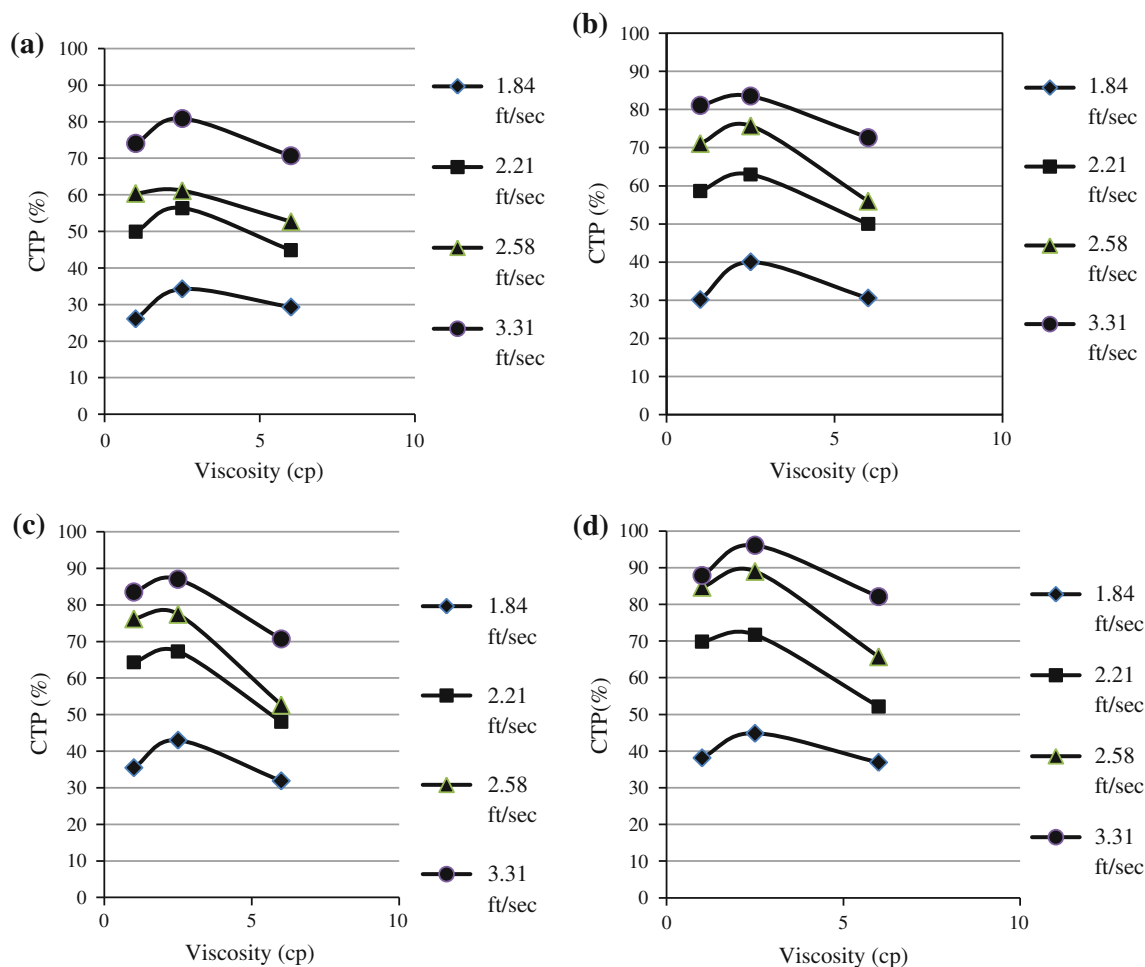 (a)
100
90
80
70
60
50
40
30
20
10
0
CTP (%)
0 5 10
Viscosity (cp)
1.84
ft/sec
2.21
ft/sec
2.58
ft/sec
3.31
ft/sec
(b)
100
90
80
70
60
50
40
30
20
10
0
CTP (%)
0 5 10
Viscosity (cp)
1.84
ft/sec
2.21
ft/sec
2.58
ft/sec
3.31
ft/sec
(c)
100
90
80
70
60
50
40
30
20
10
0
CTP (%)
0 5 10
Viscosity (cp)
1.84
ft/sec
2.21
ft/sec
2.58
ft/sec
3.31
ft/sec
(d)
100
90
80
70
60
50
40
30
20
10
0
CTP(%)
0 5 10
Viscosity (cp)
1.84
ft/sec
2.21
ft/sec
2.58
ft/sec
3.31
ft/sec